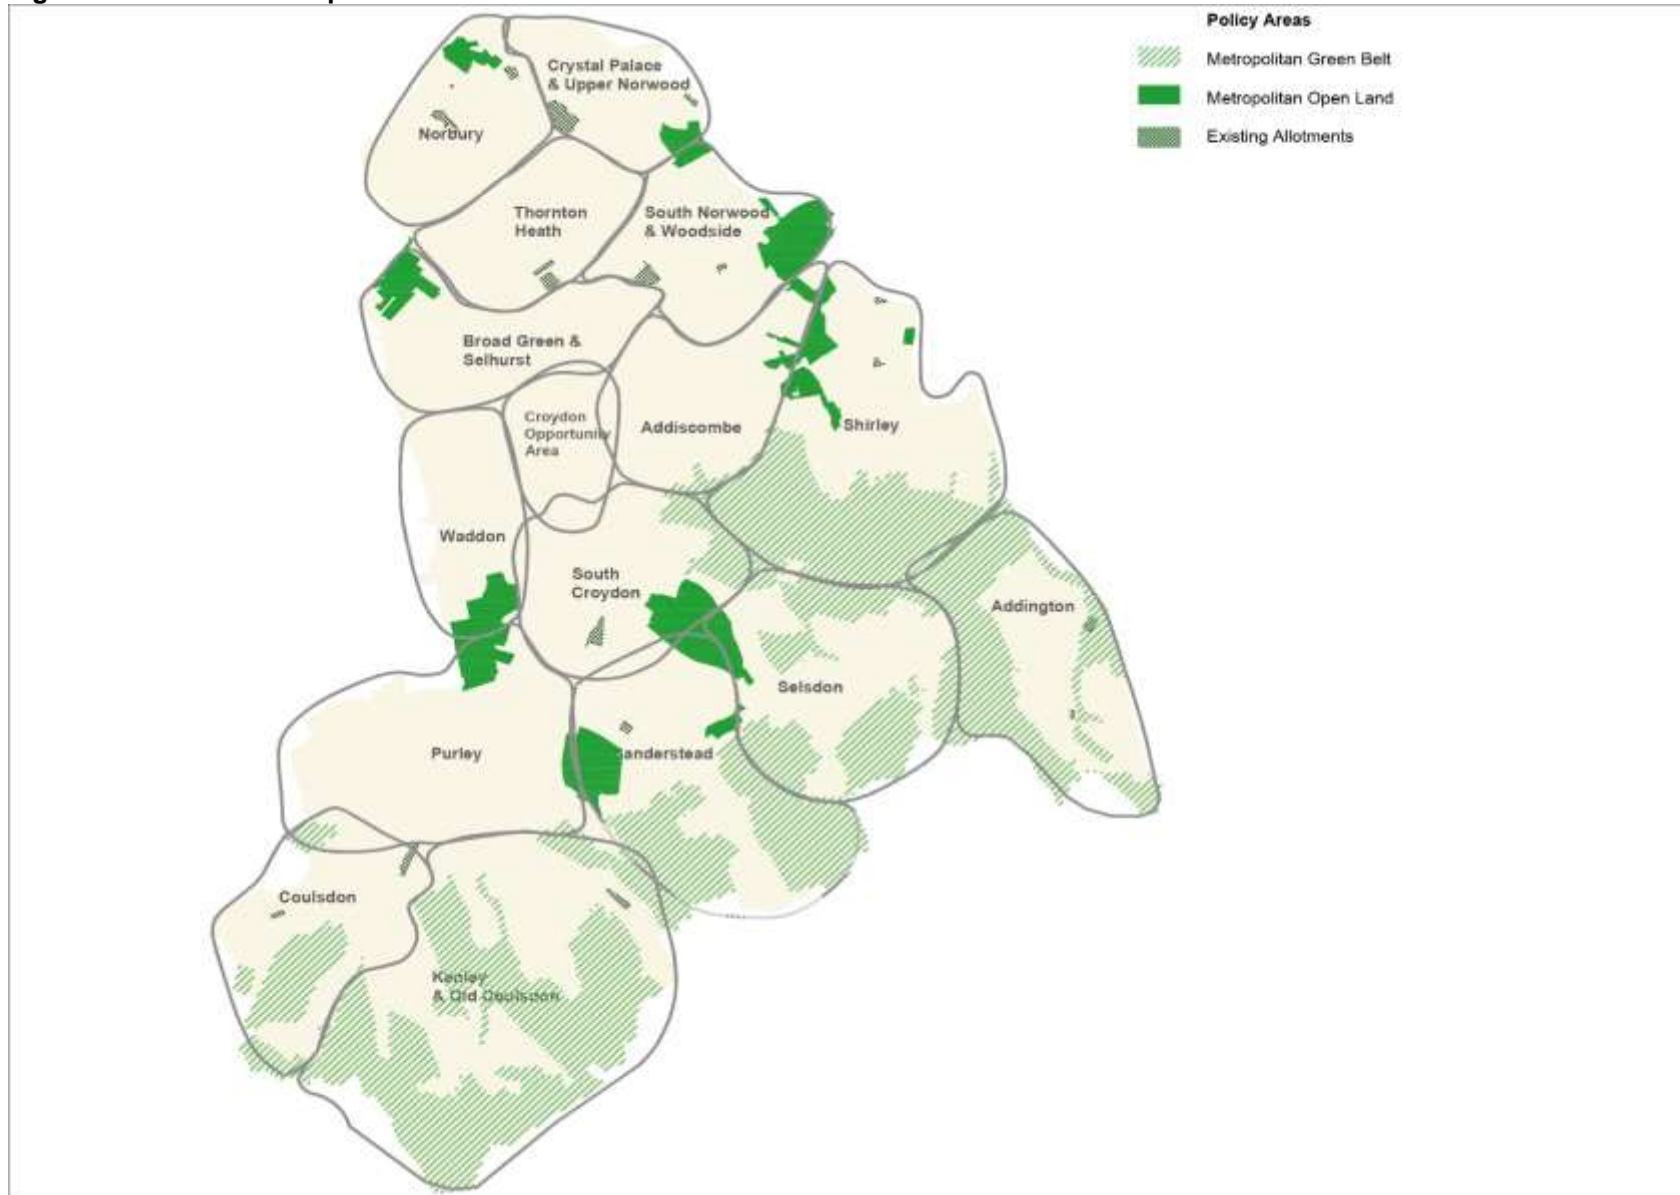 Policy Areas
Metropolitan Green Belt
Metropolitan Open Land
Existing Allotments
Crystal Palace
& Upper Norwood
Norbury
Thornton
Heath
South Norwood
& Woodside
Broad Green &
Selhurst
Croydon
Opportunity
Area
Addiscombe
Shirley
Waddon
South
Croydon
Addington
Selsdon
Purley
anderstead
Coulsdon
Kenley
& Old Coulsdon